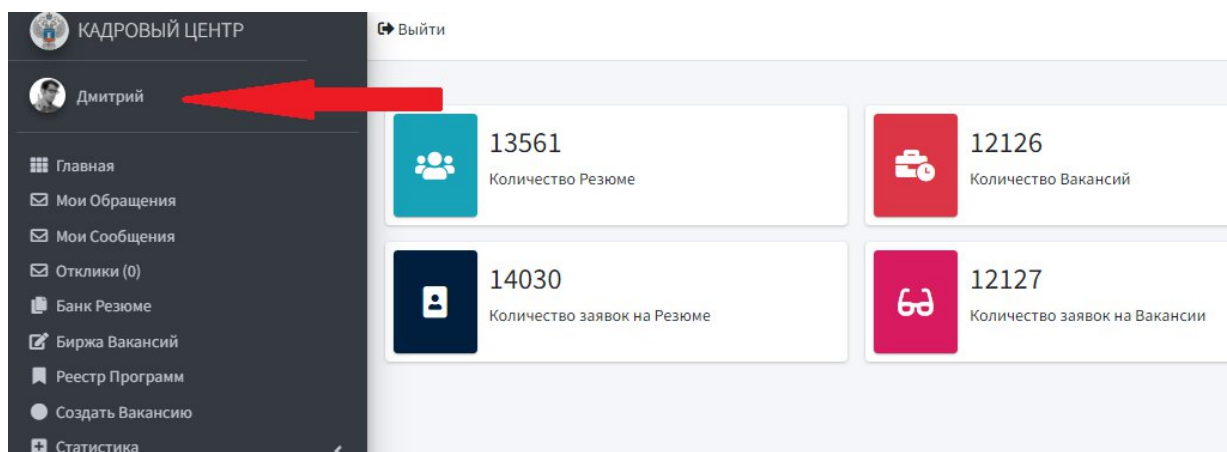 КАДРОВЫЙ ЦЕНТР
Дмитрий
Главная
Мои Обращения
Мои Сообщения
Отклики (0)
Банк Резюме
Биржа Вакансий
Реестр Программ
Создать Вакансию
Статистика
Выйти
13561
Количество Резюме
12126
Количество Вакансий
14030
Количество заявок на Резюме
12127
Количество заявок на Вакансии